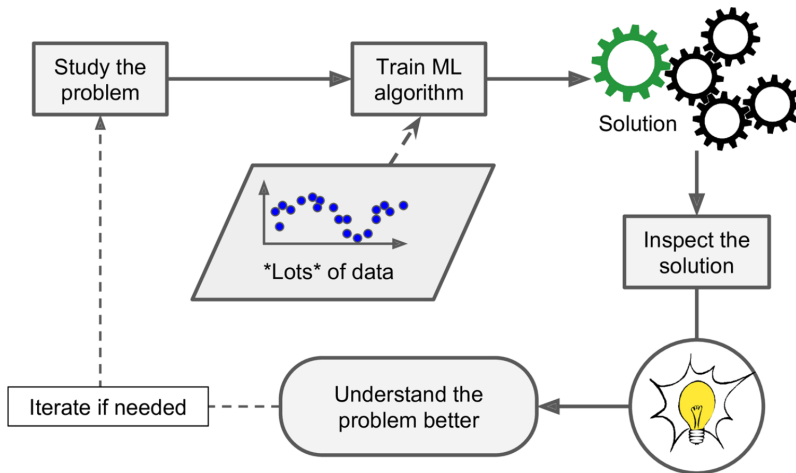 Study the
problem
Train ML
algorithm
Solution
*Lots* of data
Inspect the
solution
Understand the
problem better
Iterate if needed